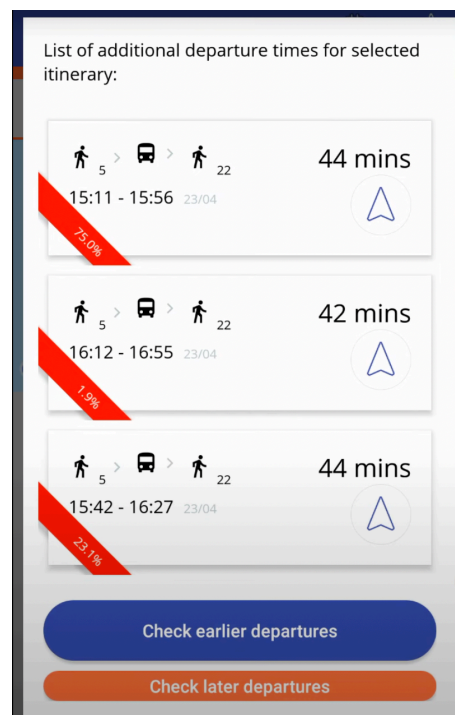 List of additional departure times for selected
itinerary:
5 22 44 mins
15:11 - 15:56 23/04
75.0%
5 22 42 mins
16:12 - 16:55 23/04
1.9%
5 22 44 mins
15:42 - 16:27 23/04
23.1%
Check earlier departures
Check later departures